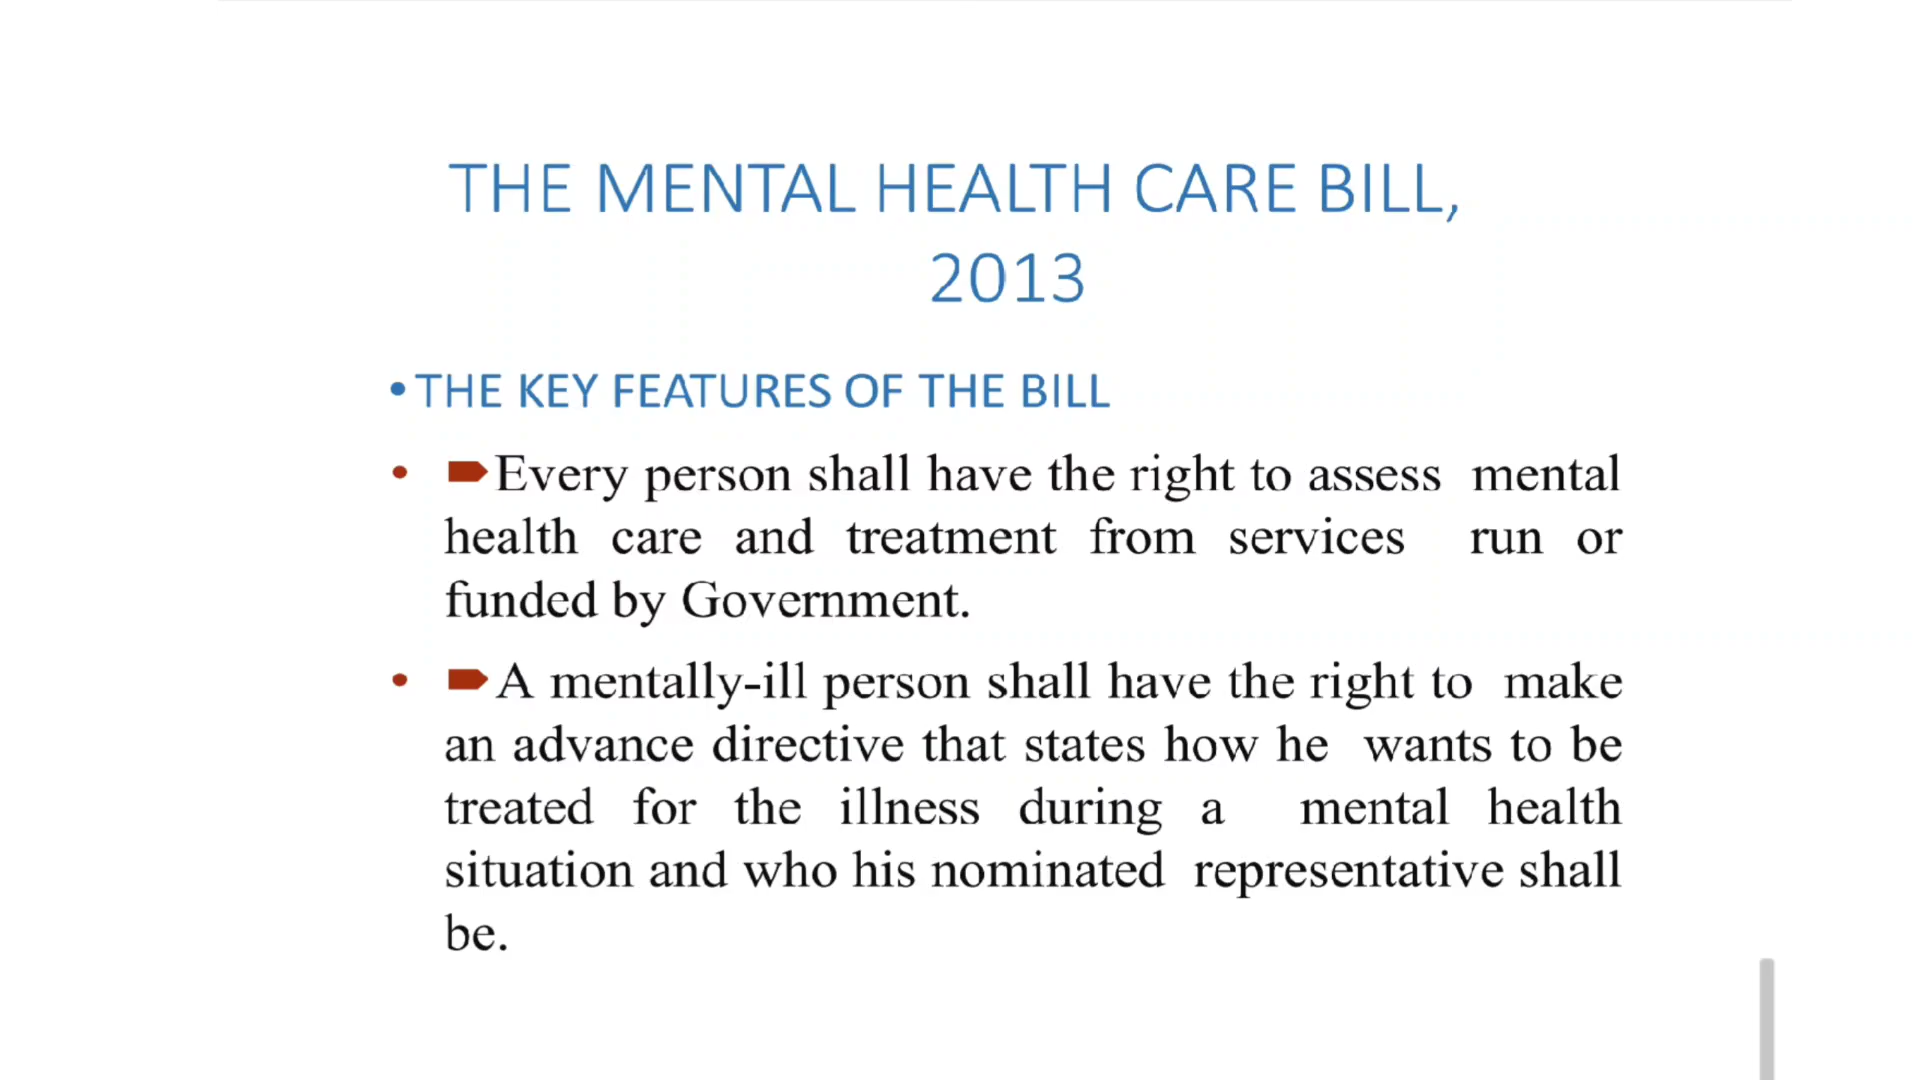 THE MENTAL HEALTH CARE BILL,
2013
• THE KEY FEATURES OF THE BILL
• Every person shall have the right to assess mental
health care and treatment from services run or
funded by Government.
• A mentally-ill person shall have the right to make
an advance directive that states how he wants to be
treated for the illness during a mental health
situation and who his nominated representative shall
be.